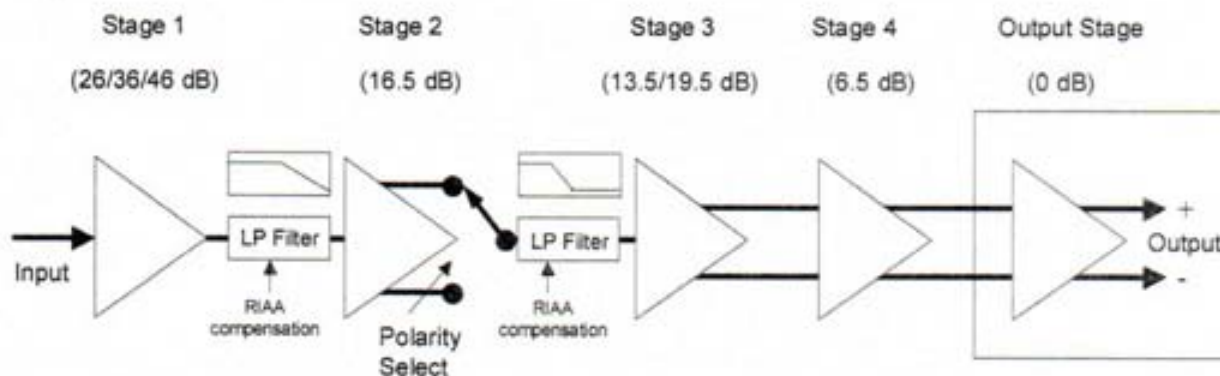 Stage 1 Stage 2 Stage 3 Stage 4 Output Stage
(26/36/46 dB) (16.5 dB) (13.5/19.5 dB) (6.5 dB) (0 dB)
LP Filter LP Filter
+
Input Output
-
RIAA
compensation
RIAA
compensation
Polarity
Select